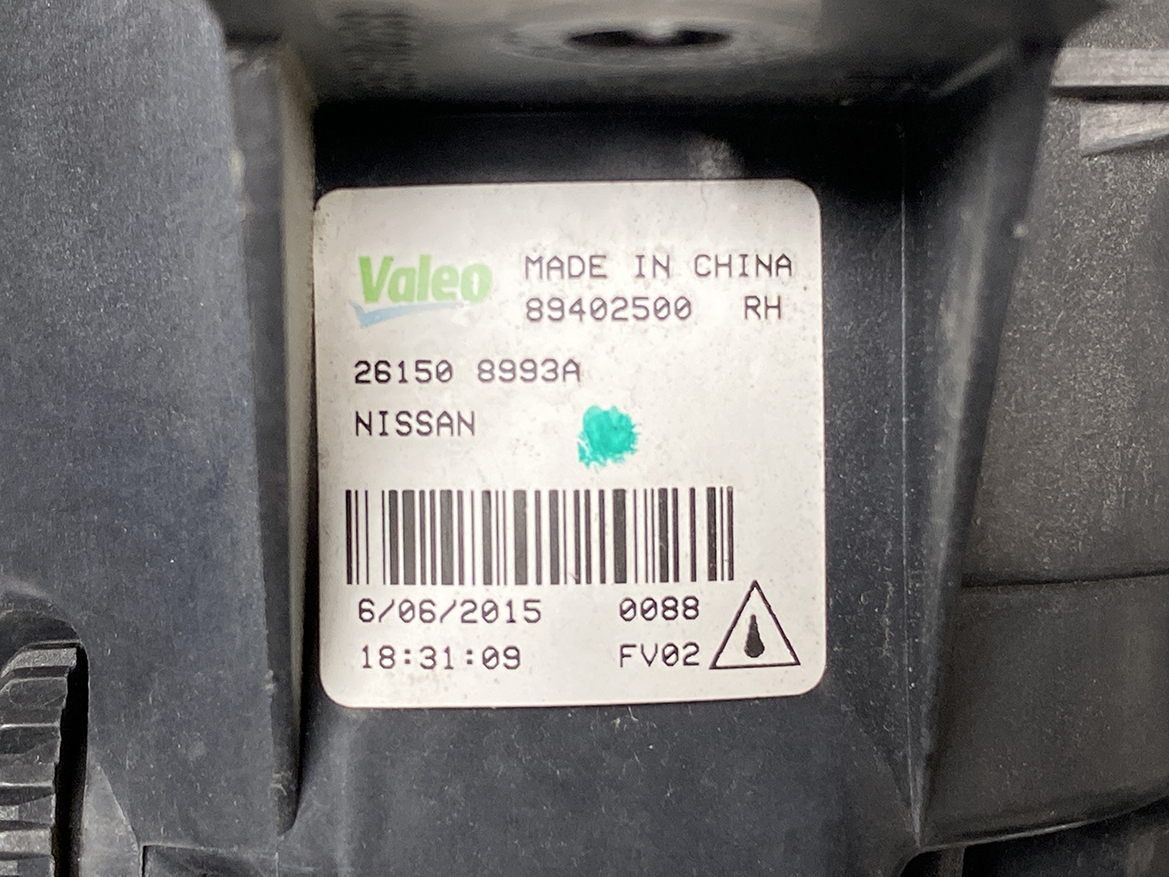 Valeo
MADE IN CHINA
89402500 RH
26150 8993A
NISSAN
6/06/2015 0088
18:31:09 FV02